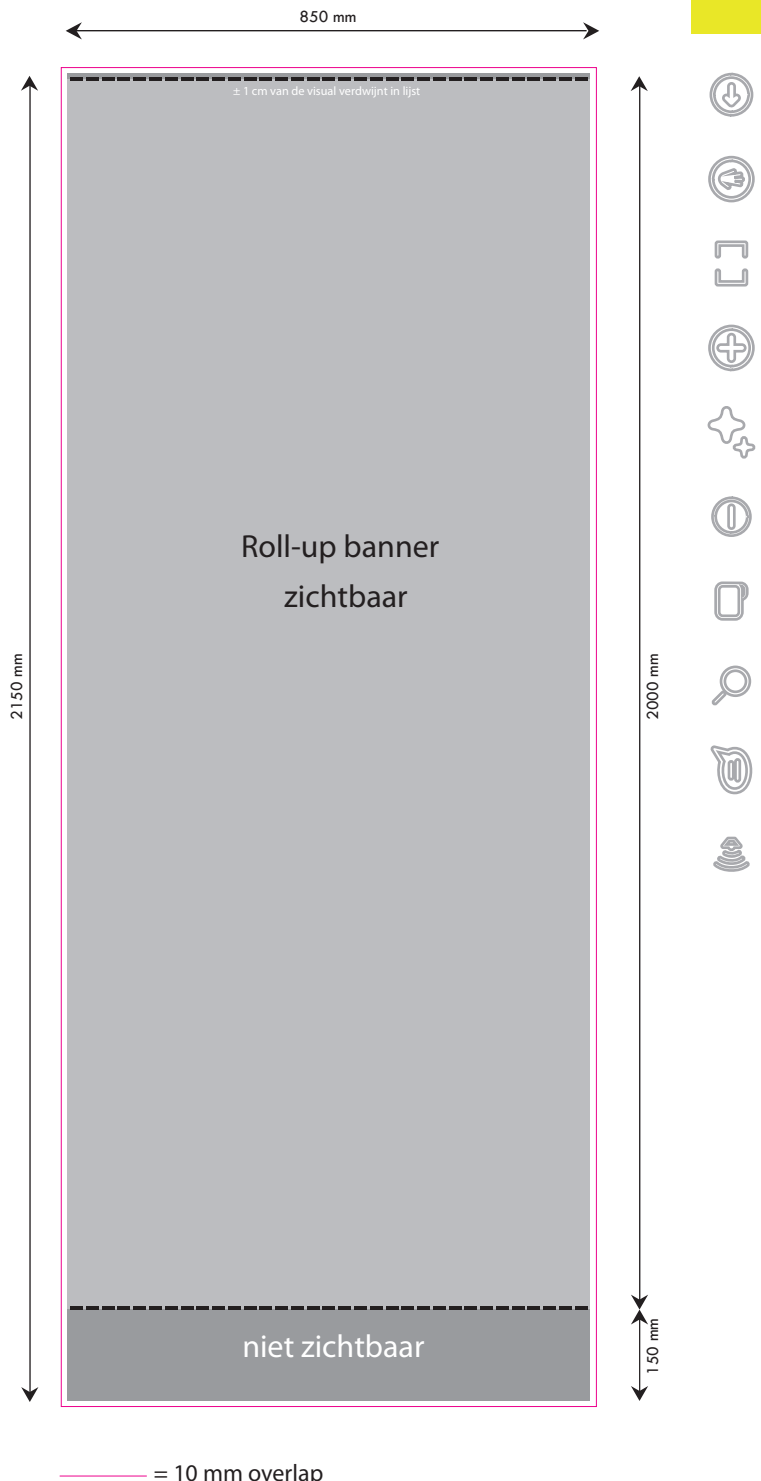 850 mm
± 1 cm van de visual verdwijnt in lijst
Roll-up banner
zichtbaar
2150 mm
2000 mm
niet zichtbaar
150 mm
= 10 mm overlap